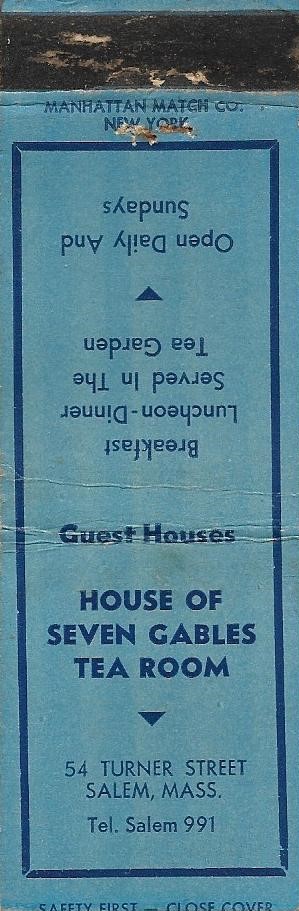 MANHATTAN MATCH CO.
NEW YORK
Breakfast
Luncheon-Dinner
Served In The
Tea Garden
Open Daily And
Sundays
Guest Houses
HOUSE OF
SEVEN GABLES
TEA ROOM
54 TURNER STREET
SALEM, MASS.
Tel. Salem 991
SAFETY FIRST — CLOSE COVER